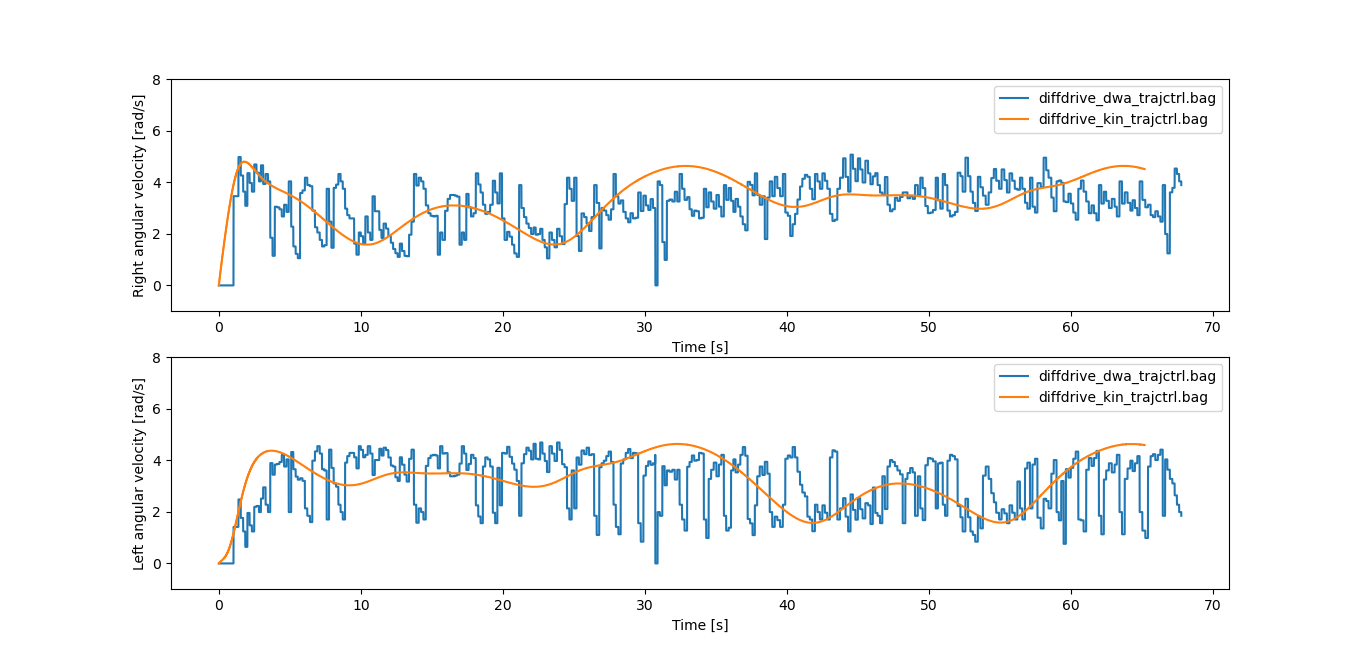 8
6
4
2
0
Right angular velocity [rad/s]
diffdrive_dwa_trajctrl.bag
diffdrive_kin_trajctrl.bag
0 10 20 30 40 50 60 70
Time [s]
8
6
4
2
0
Left angular velocity [rad/s]
diffdrive_dwa_trajctrl.bag
diffdrive_kin_trajctrl.bag
0 10 20 30 40 50 60 70
Time [s]